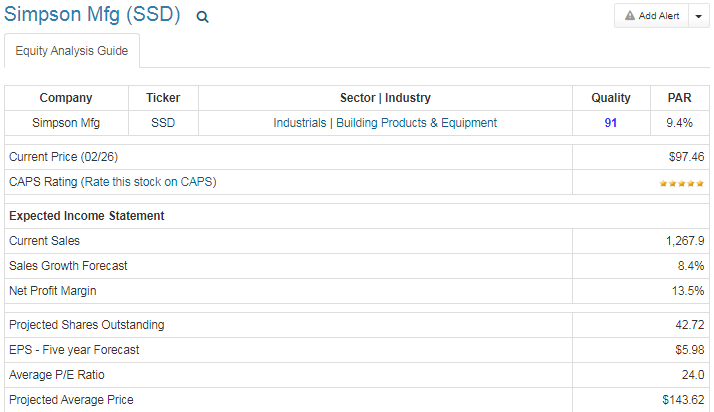 Simpson Mfg (SSD)
Add Alert
Equity Analysis Guide
Company Ticker Sector | Industry Quality PAR
Simpson Mfg SSD Industrials | Building Products & Equipment 91 9.4%
Current Price (02/26) $97.46
CAPS Rating (Rate this stock on CAPS)
Expected Income Statement
Current Sales 1,267.9
Sales Growth Forecast 8.4%
Net Profit Margin 13.5%
Projected Shares Outstanding 42.72
EPS - Five year Forecast $5.98
Average P/E Ratio 24.0
Projected Average Price $143.62